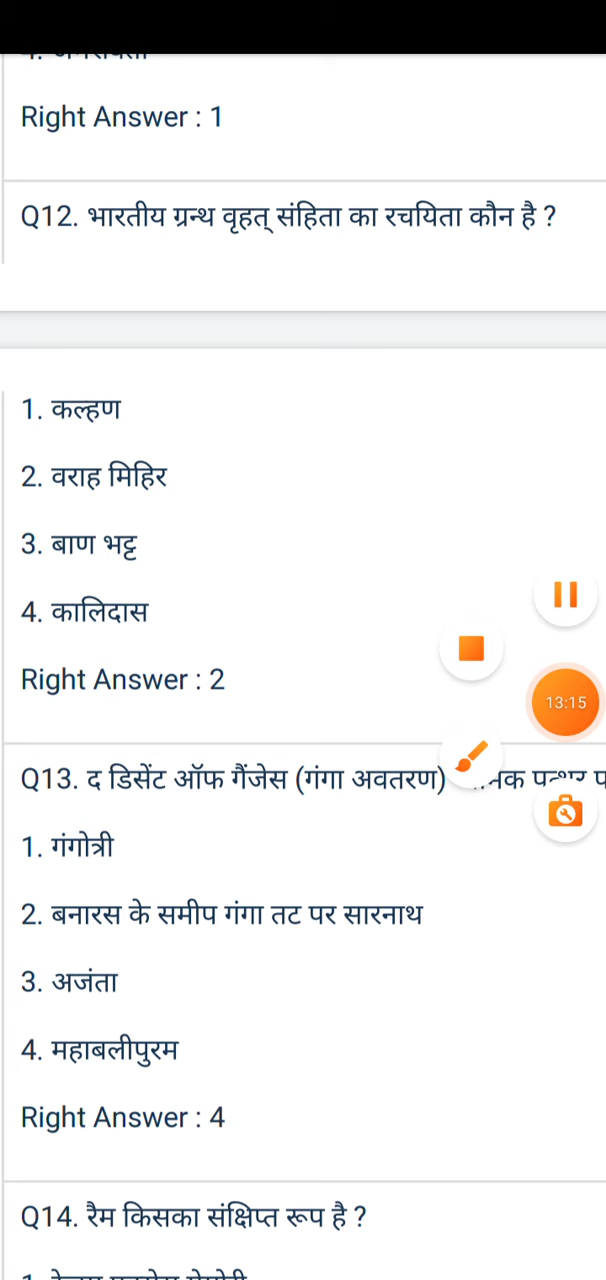 Right Answer : 1
Q12. भारतीय ग्रन्थ वृहत् संहिता का रचयिता कौन है ?
1. कल्हण
2. वराह मिहिर
3. बाण भट्ट
4. कालिदास
Right Answer : 2
13:15
Q13. द डिसेंट ऑफ गैंजेस (गंगा अवतरण)
1. गंगोत्री
2. बनारस के समीप गंगा तट पर सारनाथ
3. अजंता
4. महाबलीपुरम
Right Answer : 4
Q14. रैम किसका संक्षिप्त रूप है ?